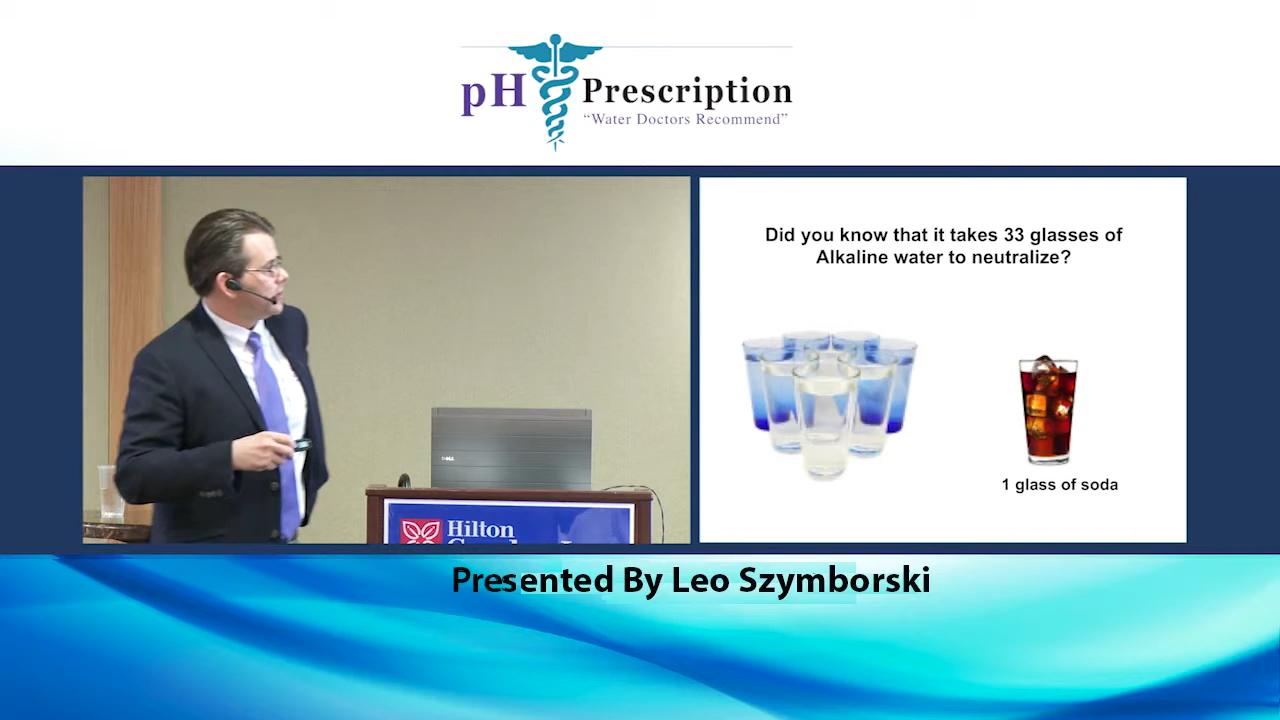 pH Prescription
“Water Doctors Recommend”
Did you know that it takes 33 glasses of
Alkaline water to neutralize?
1 glass of soda
DELL
Hilton
Presented By Leo Szymborski